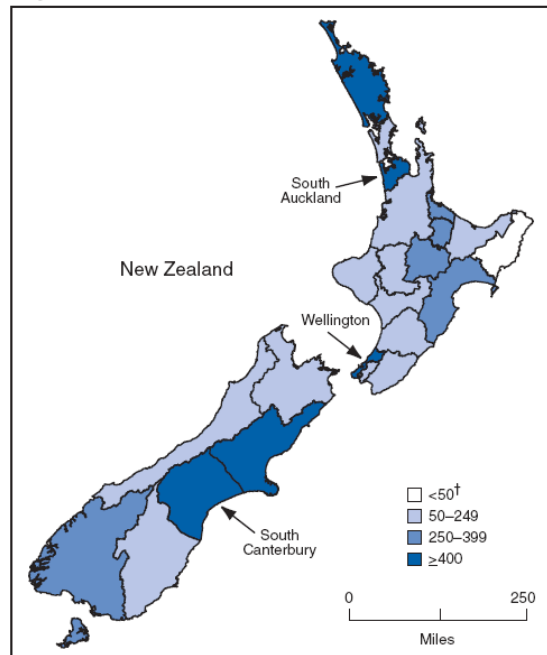 South
Auckland
New Zealand
Wellington
<50†
50–249
250–399
≥400
South
Canterbury
0
250
Miles